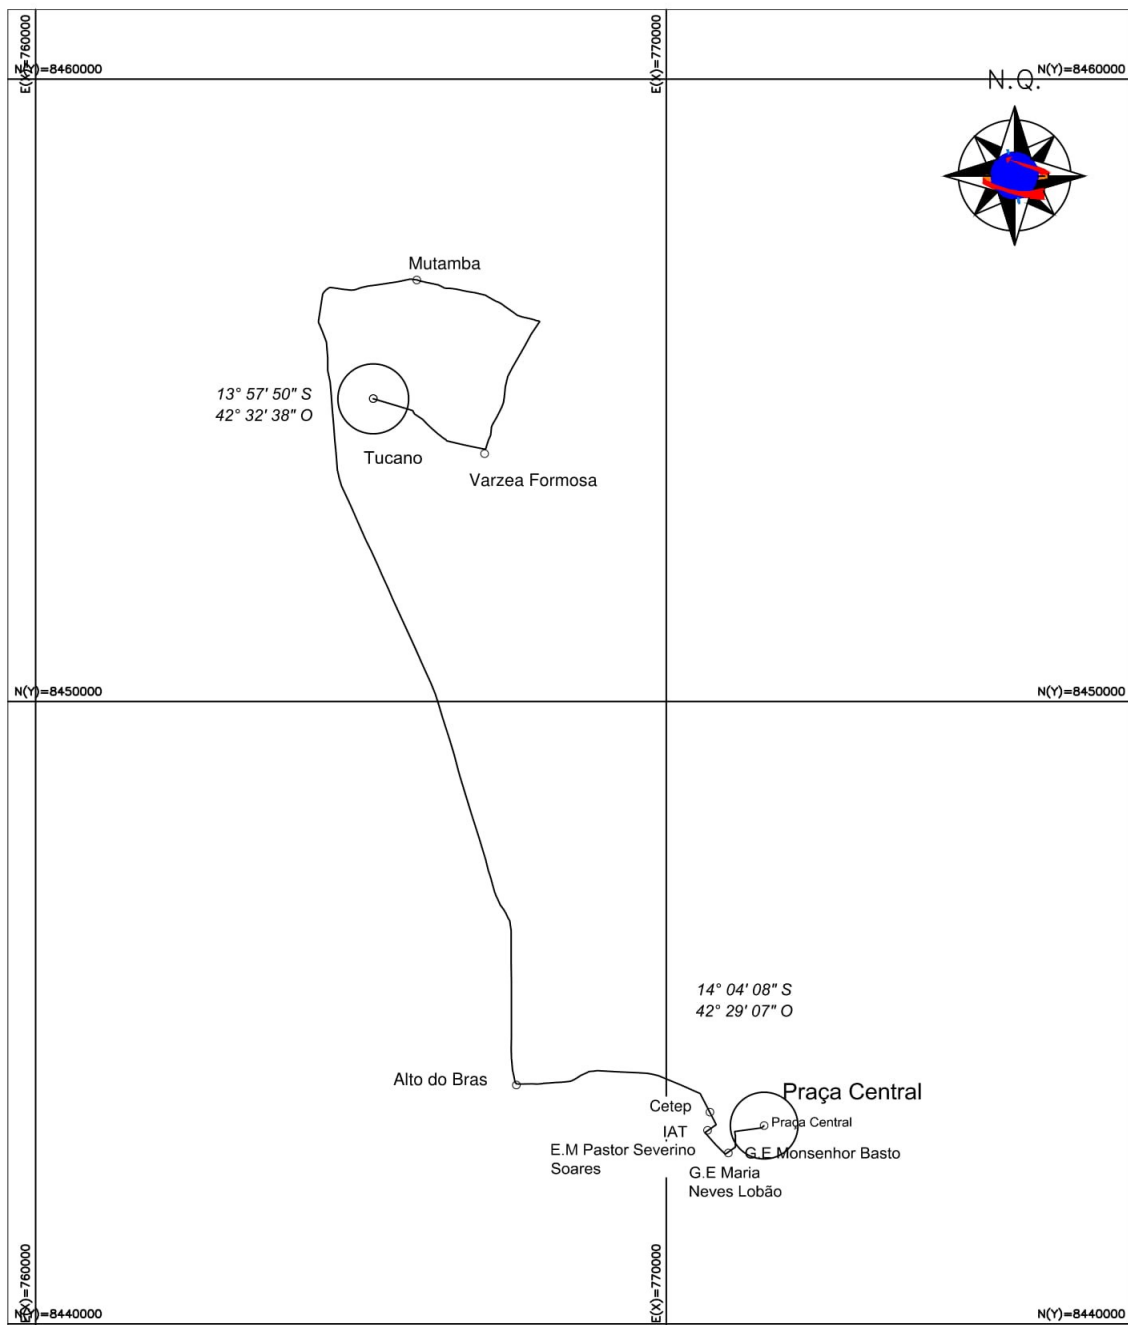 E(X)=760000
E(X)=770000
N(Y)=8460000
N(Y)=8460000
N.Q.
Mutamba
13° 57' 50" S
42° 32' 38" O
Tucano
Varzea Formosa
N(Y)=8450000
N(Y)=8450000
14° 04' 08" S
42° 29' 07" O
Alto do Bras
Praça Central
Cetep
Praça Central
IAT
E.M Pastor Severino
Soares
G.E Monsenhor Basto
G.E Maria
Neves Lobão
E(X)=760000
E(X)=770000
N(Y)=8440000
N(Y)=8440000